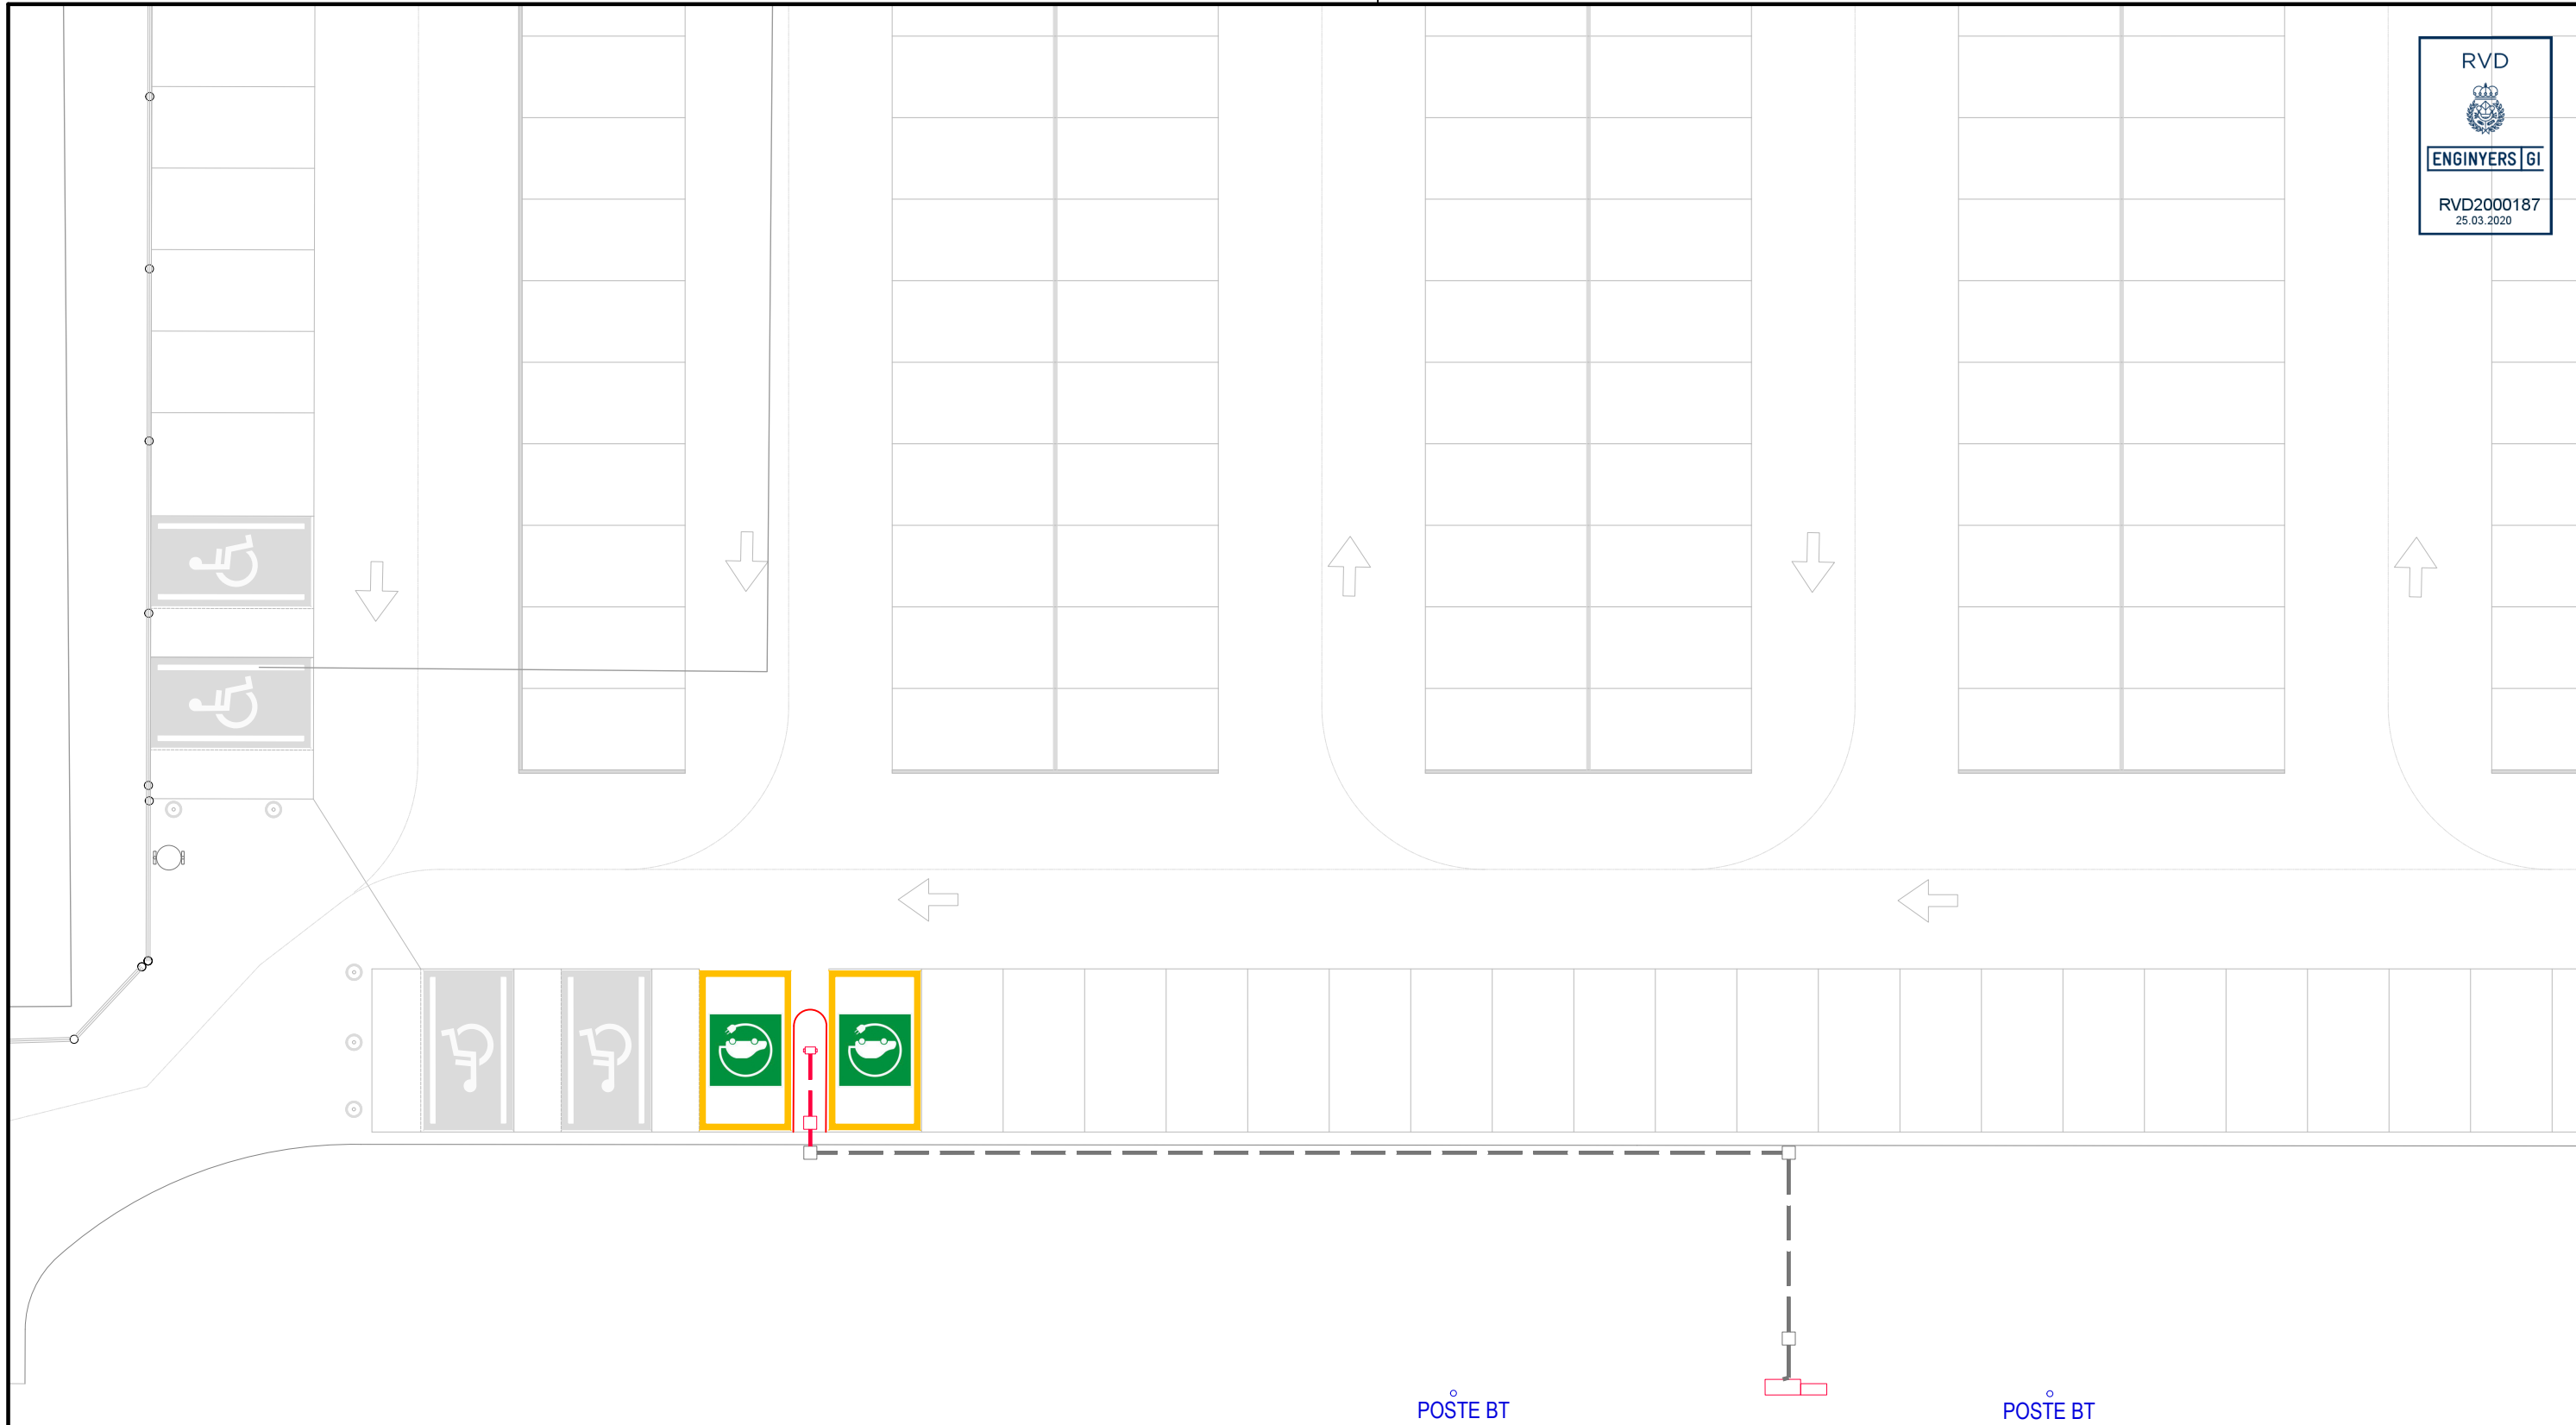 RVD
ENGINYERS GI
RVD2000187
25.03.2020
POSTE BT
POSTE BT